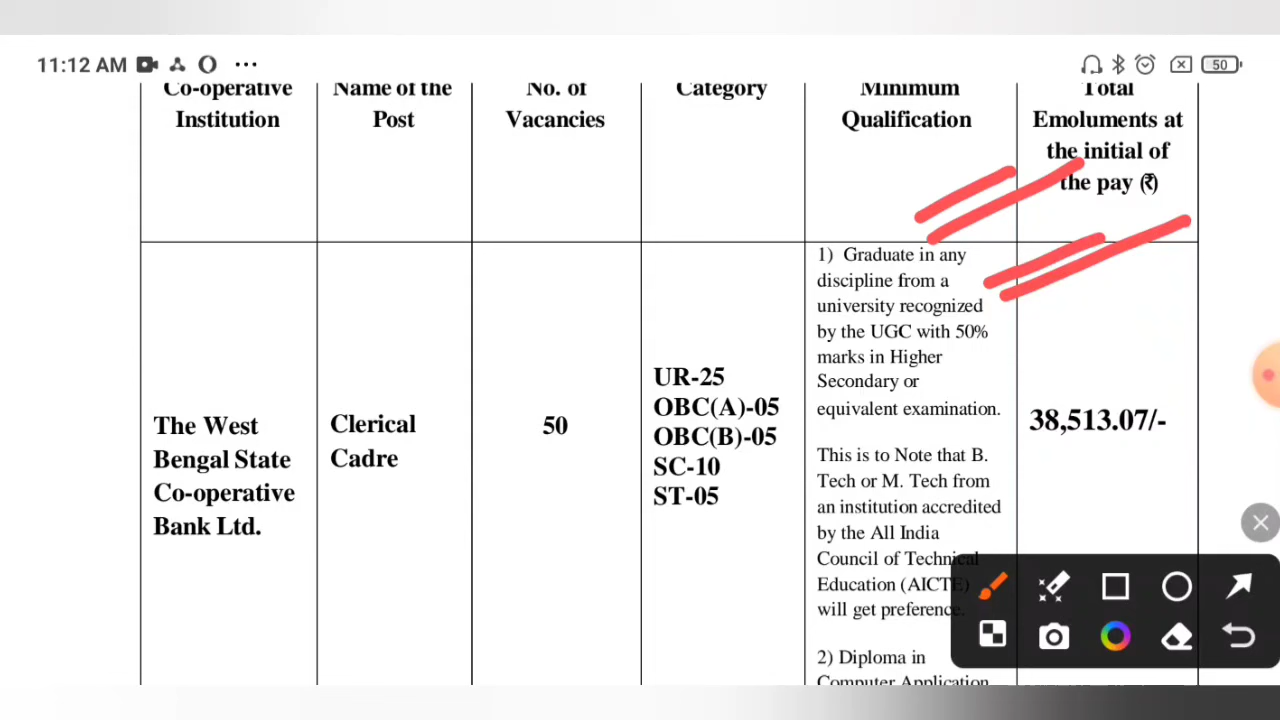 11:12 AM
50
Co-operative
Institution
Name of the
Post
No. of
Vacancies
Category
Minimum
Qualification
Total
Emoluments at
the initial of
the pay (₹)
The West
Bengal State
Co-operative
Bank Ltd.
Clerical
Cadre
50
UR-25
OBC(A)-05
OBC(B)-05
SC-10
ST-05
1) Graduate in any
discipline from a
university recognized
by the UGC with 50%
marks in Higher
Secondary or
equivalent examination.
This is to Note that B.
Tech or M. Tech from
an institution accredited
by the All India
Council of Technical
Education (AICTE)
will get preference.
2) Diploma in
Computer Application
38,513.07/-